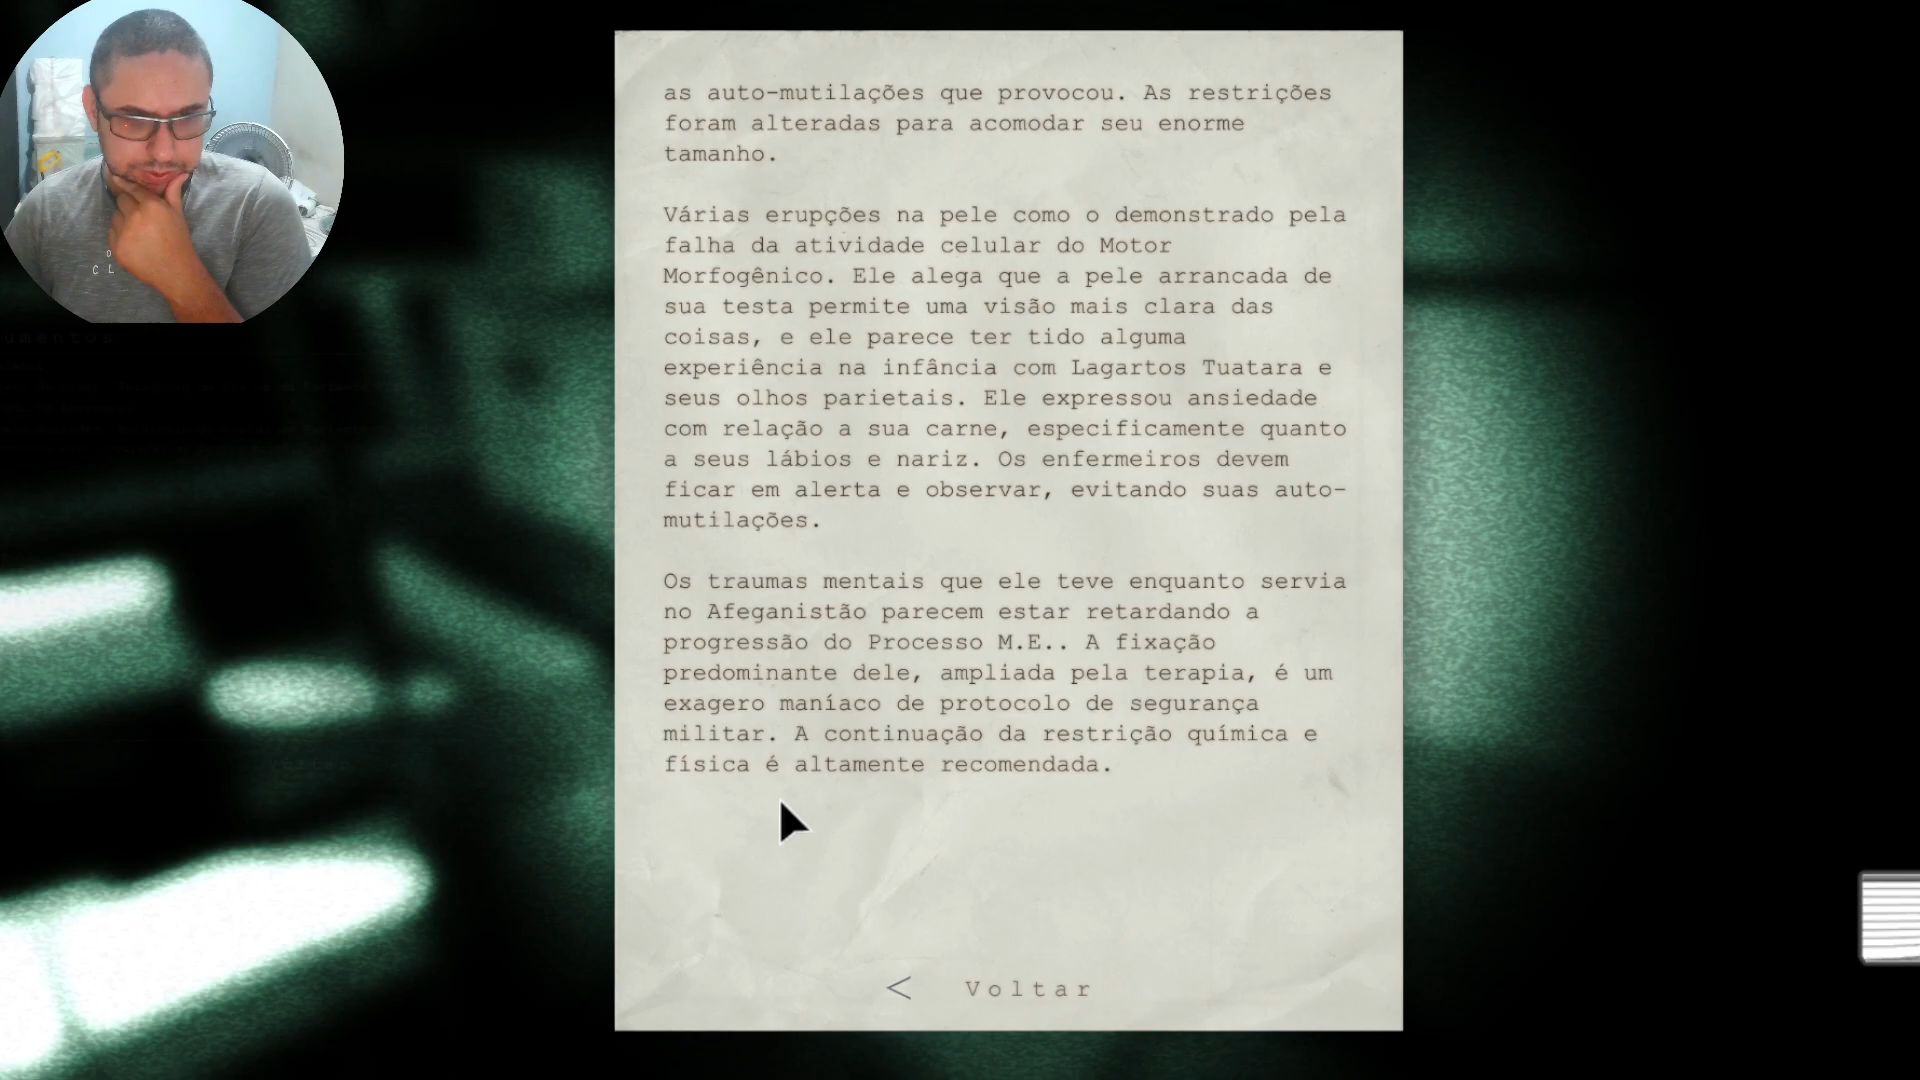 as auto-mutilações que provocou. As restrições
foram alteradas para acomodar seu enorme
tamanho.
Várias erupções na pele como o demonstrado pela
falha da atividade celular do Motor
Morfogênico. Ele alega que a pele arrancada de
sua testa permite uma visão mais clara das
coisas, e ele parece ter tido alguma
experiência na infância com Lagartos Tuatara e
seus olhos parietais. Ele expressou ansiedade
com relação a sua carne, especificamente quanto
a seus lábios e nariz. Os enfermeiros devem
ficar em alerta e observar, evitando suas auto-
mutilações.
Os traumas mentais que ele teve enquanto servia
no Afeganistão parecem estar retardando a
progressão do Processo M.E.. A fixação
predominante dele, ampliada pela terapia, é um
exagero maníaco de protocolo de segurança
militar. A continuação da restrição química e
física é altamente recomendada.
< Voltar